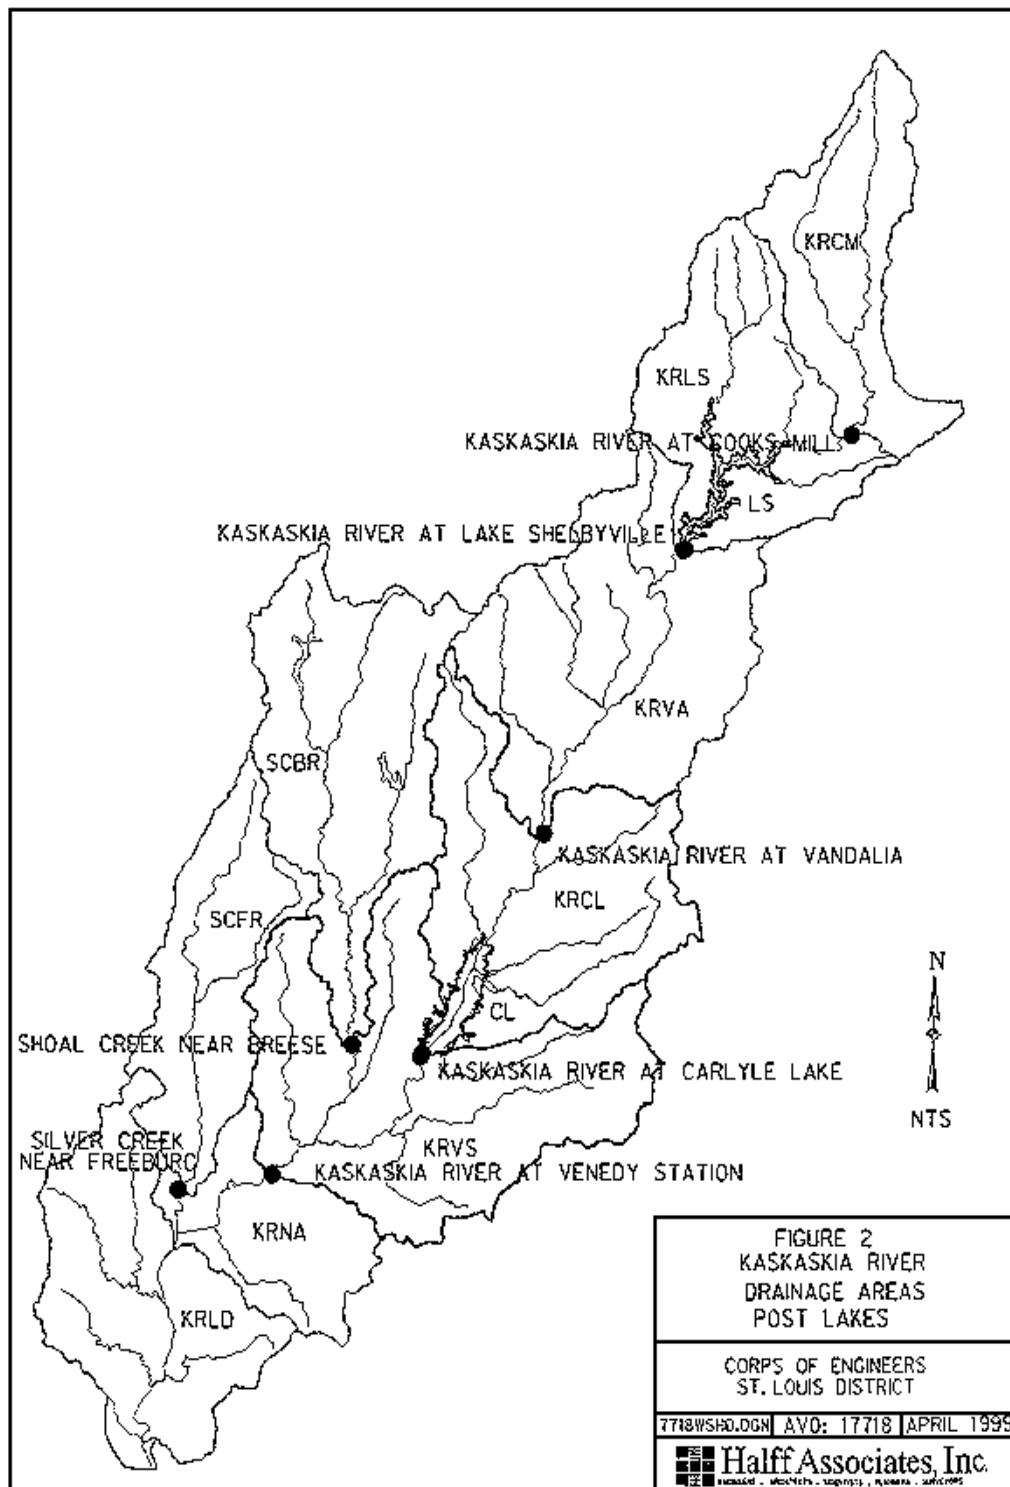 KRCM
KRLS
KASKASKIA RIVER AT COOKS MILLS
LS
KASKASKIA RIVER AT LAKE SHELBYVILLE
KRVA
SCBR
KASKASKIA RIVER AT VANDALIA
KRCL
SCFR
N
CL
SHOAL CREEK NEAR BREESE
KASKASKIA RIVER AT CARLYLE LAKE
NTS
SILVER CREEK
NEAR FREEBURG
KRVS
KASKASKIA RIVER AT VENEDY STATION
KRNA
KRLD
FIGURE 2
KASKASKIA RIVER
DRAINAGE AREAS
POST LAKES
CORPS OF ENGINEERS
ST. LOUIS DISTRICT
7718WSHD.DGN AVO: 17718 APRIL 1999
Halff Associates, Inc.